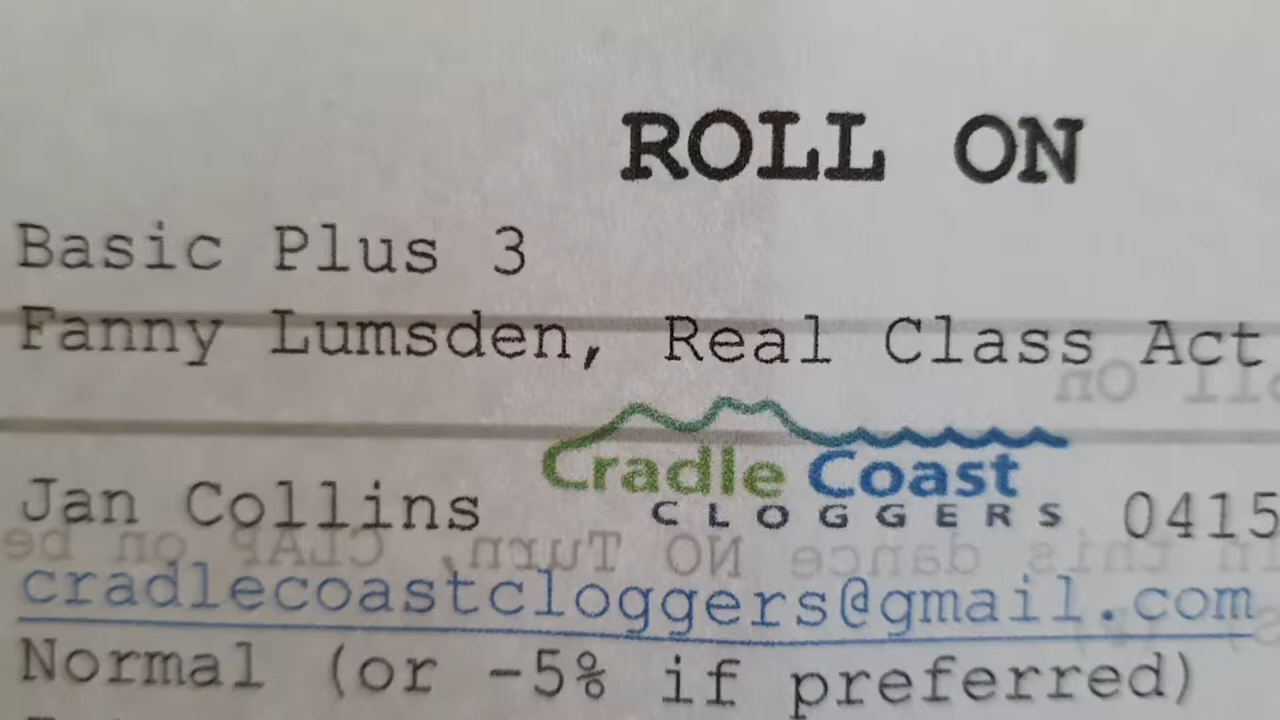 ROLL ON
Basic Plus 3
Fanny Lumsden, Real Class Act
Jan Collins
Cradle Coast
CLOGGERS
0415
cradlecoastcloggers@gmail.com
Normal (or -5% if preferred)